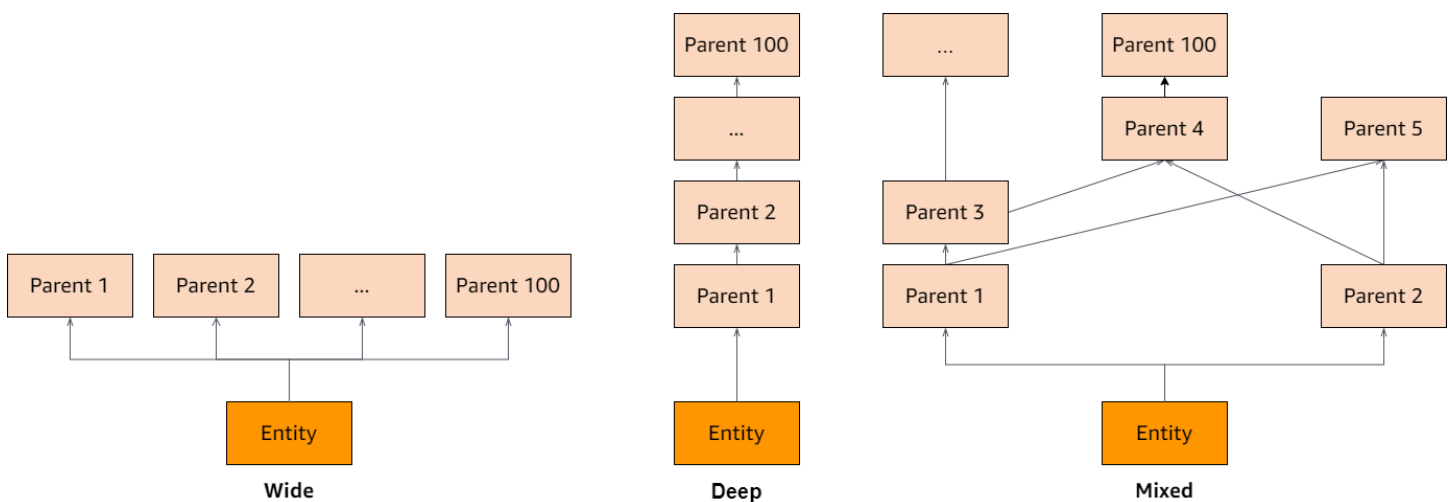 Parent 1
Parent 2
...
Parent 100
Entity
Wide
Parent 100
...
Parent 2
Parent 1
Entity
Deep
...
Parent 100
Parent 4
Parent 5
Parent 3
Parent 1
Parent 2
Entity
Mixed